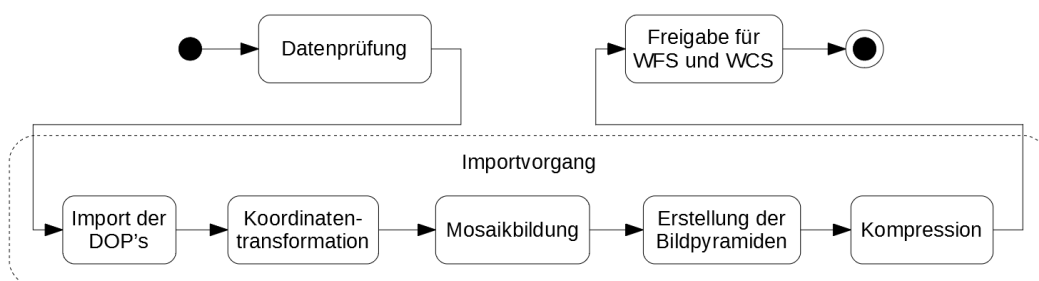 Datenprüfung
Freigabe für
WFS und WCS
Importvorgang
Import der
DOP's
Koordinaten-
transformation
Mosaikbildung
Erstellung der
Bildpyramiden
Kompression